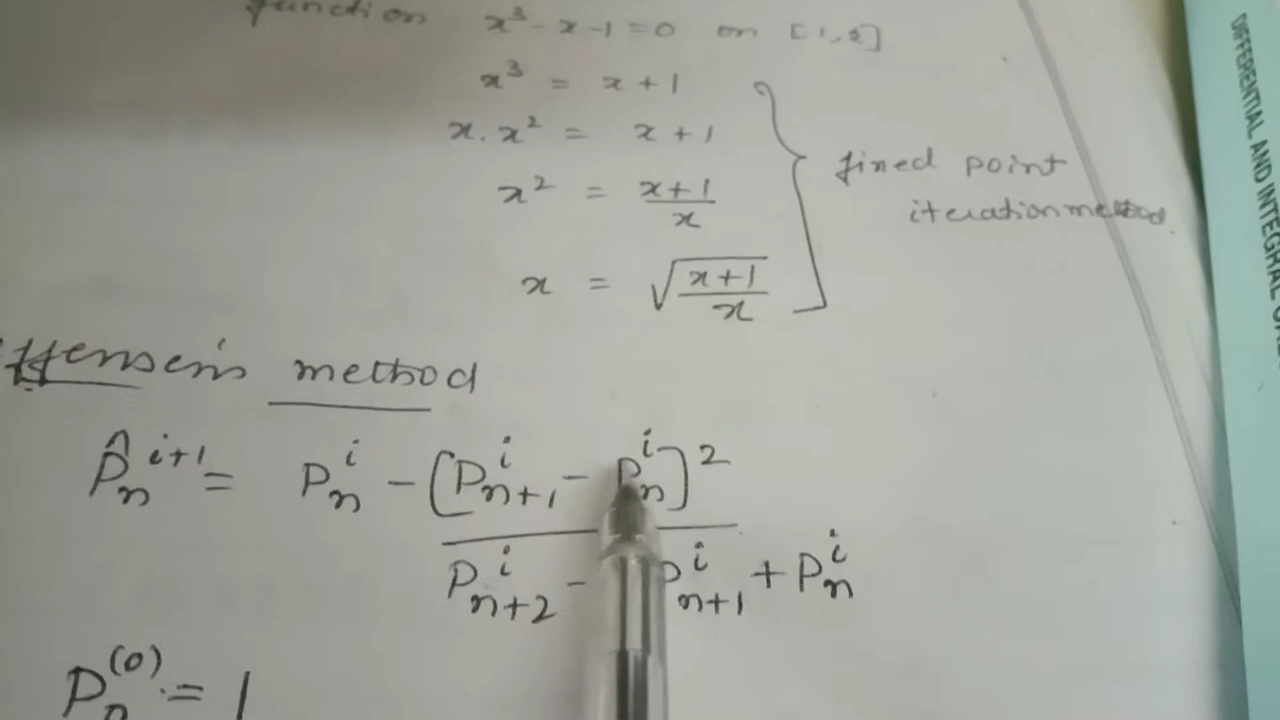 function x³ - x - 1 = 0 on [1, 2]
x³ = x + 1
x . x² = x + 1
x² = x+1 / x
x = √(x+1 / x)
fixed point
iteration method.
method
P̂ₙ^{i+1} = Pₙ^i - [Pₙ₊₁^i - Pₙ^i]²
Pₙ₊₂^i - Pₙ₊₁^i + Pₙ^i
Pₙ^(0) = 1
DIFFERENTIAL AND INTEGRAL